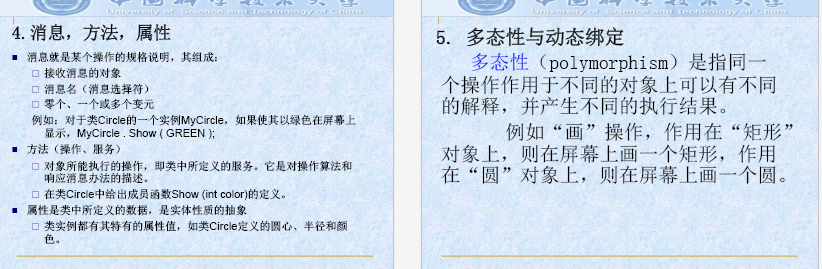 University of Science and Technology of China
4.消息，方法，属性
消息就是某个操作的规格说明，其组成：
接收消息的对象
消息名（消息选择符）
零个、一个或多个变元
例如：对于类Circle的一个实例MyCircle，如果使其以绿色在屏幕上
显示，MyCircle . Show ( GREEN );
方法（操作、服务）
对象所能执行的操作，即类中所定义的服务。它是对操作算法和
响应消息办法的描述。
在类Circle中给出成员函数Show (int color)的定义。
属性是类中所定义的数据，是实体性质的抽象
类实例都有其特有的属性值，如类Circle定义的圆心、半径和颜
色。
University of Science and Technology of China
5. 多态性与动态绑定
多态性（polymorphism）是指同一
个操作作用于不同的对象上可以有不同
的解释，并产生不同的执行结果。
例如“画”操作，作用在“矩形”
对象上，则在屏幕上画一个矩形，作用
在“圆”对象上，则在屏幕上画一个圆。